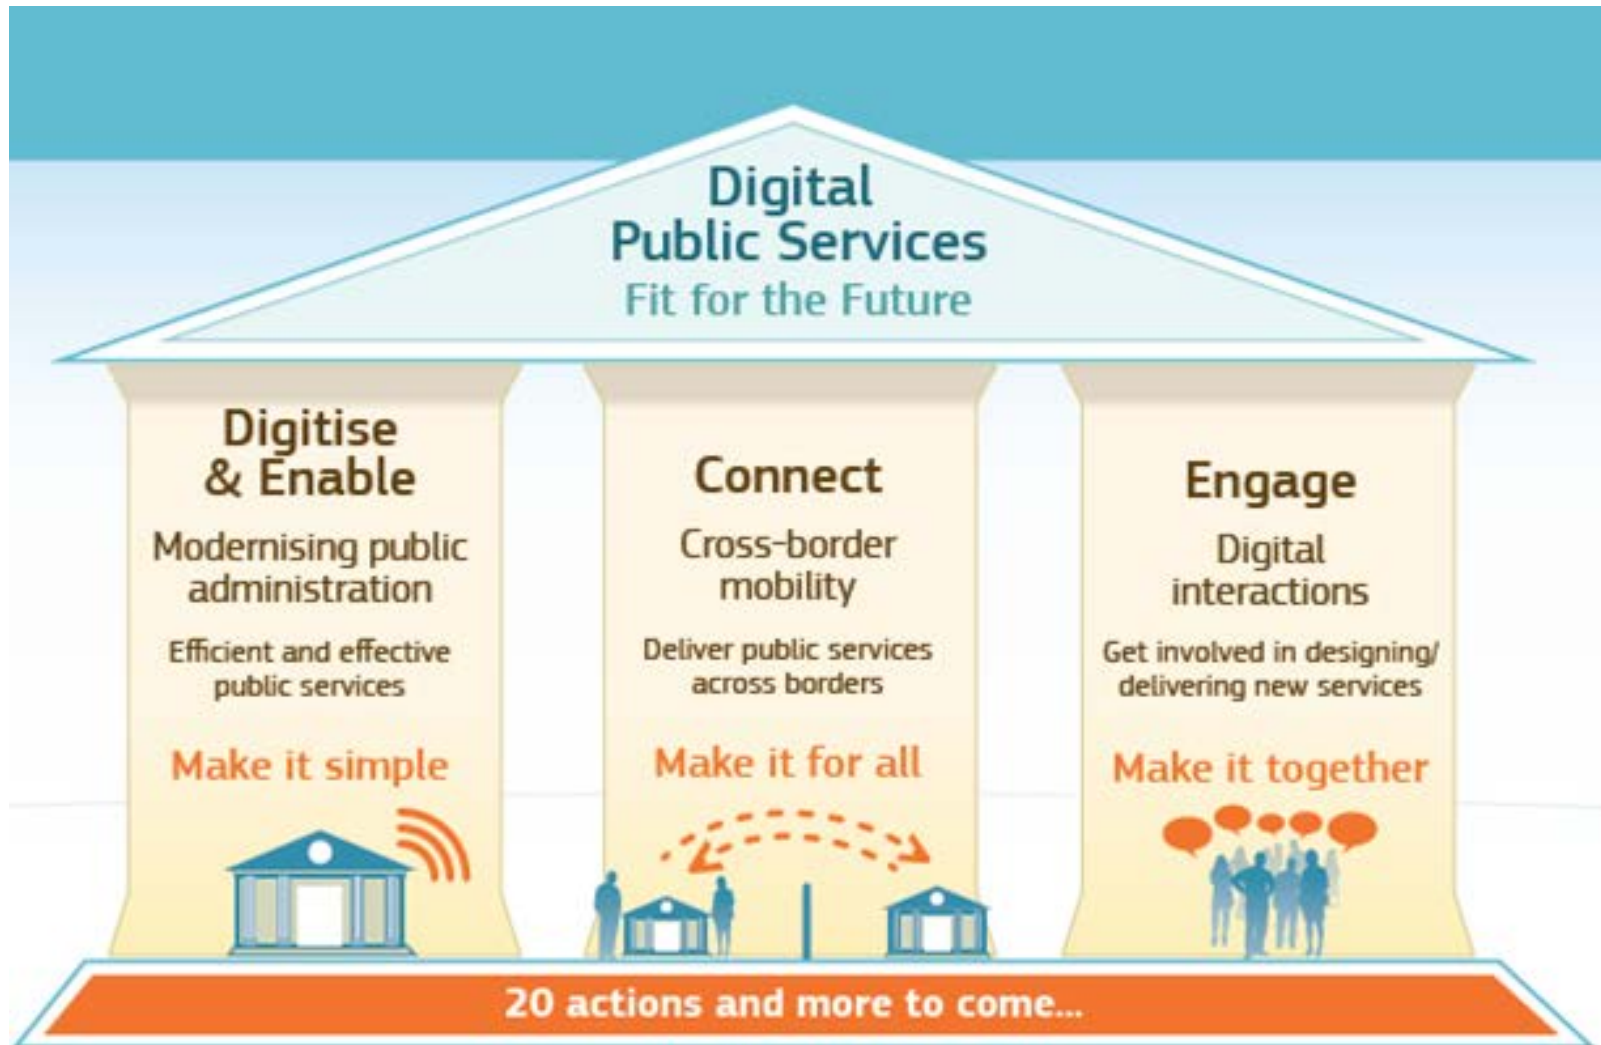 Digital
Public Services
Fit for the Future
Digitise
& Enable
Modernising public
administration
Efficient and effective
public services
Make it simple
Connect
Cross-border
mobility
Deliver public services
across borders
Make it for all
Engage
Digital
interactions
Get involved in designing/
delivering new services
Make it together
20 actions and more to come...